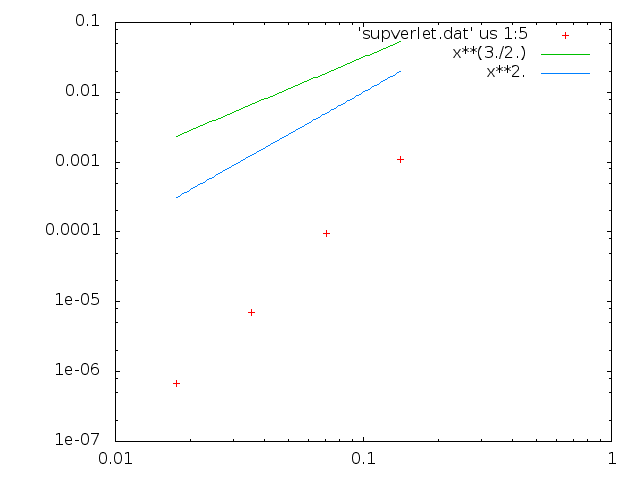 0.1
'supverlet.dat' us 1:5
x**(3./2.)
x**2.
0.01
0.001
0.0001
1e-05
1e-06
1e-07
0.01 0.1 1